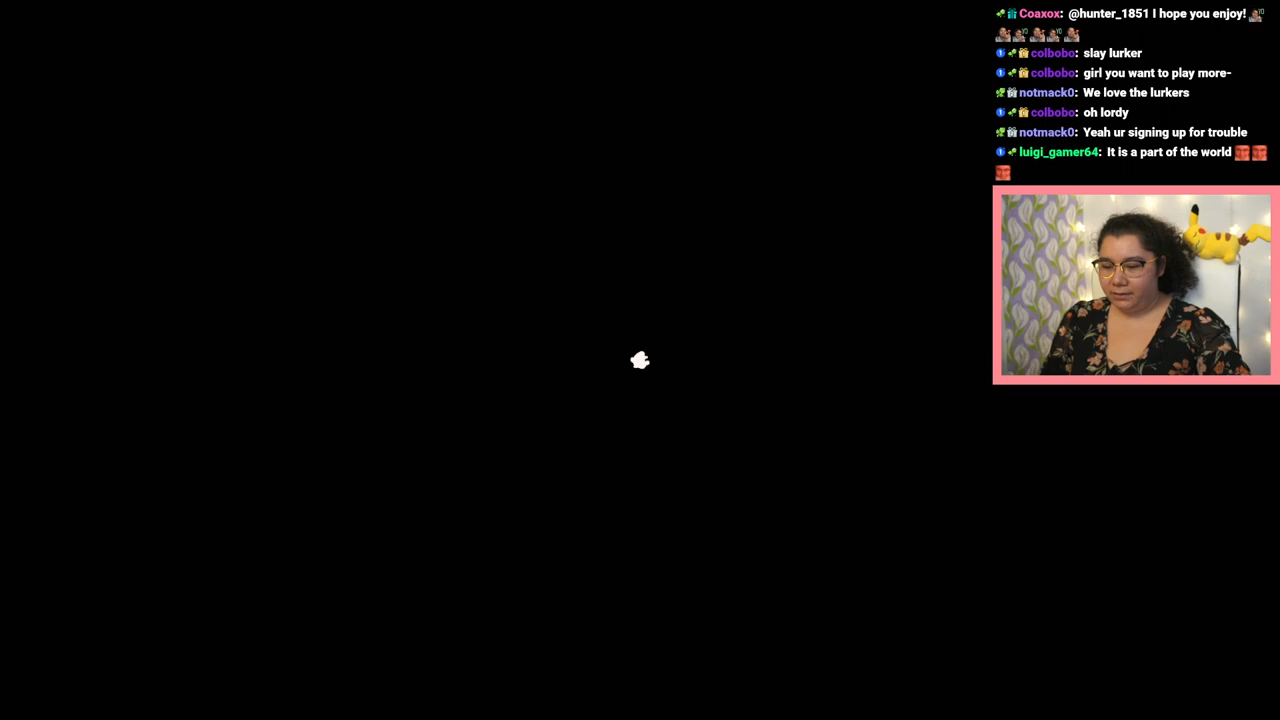 Coaxox: @hunter_1851 I hope you enjoy!
colbobo: slay lurker
colbobo: girl you want to play more-
notmack0: We love the lurkers
colbobo: oh lordy
notmack0: Yeah ur signing up for trouble
luigi_gamer64: It is a part of the world